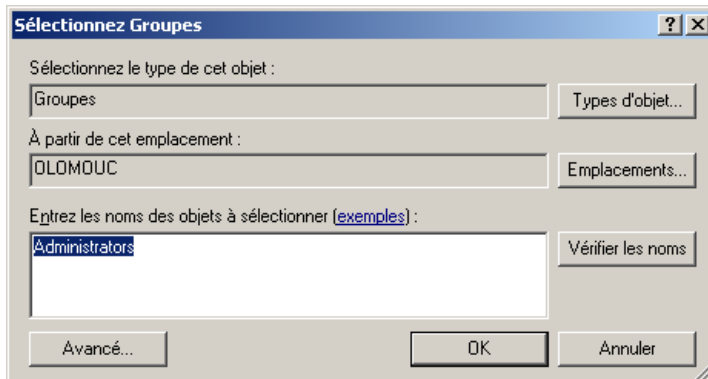 Sélectionnez Groupes
Sélectionnez le type de cet objet :
Groupes
Types d'objet...
À partir de cet emplacement :
OLOMOUC
Emplacements...
Entrez les noms des objets à sélectionner (exemples) :
Administrators
Vérifier les noms
Avancé...
OK
Annuler